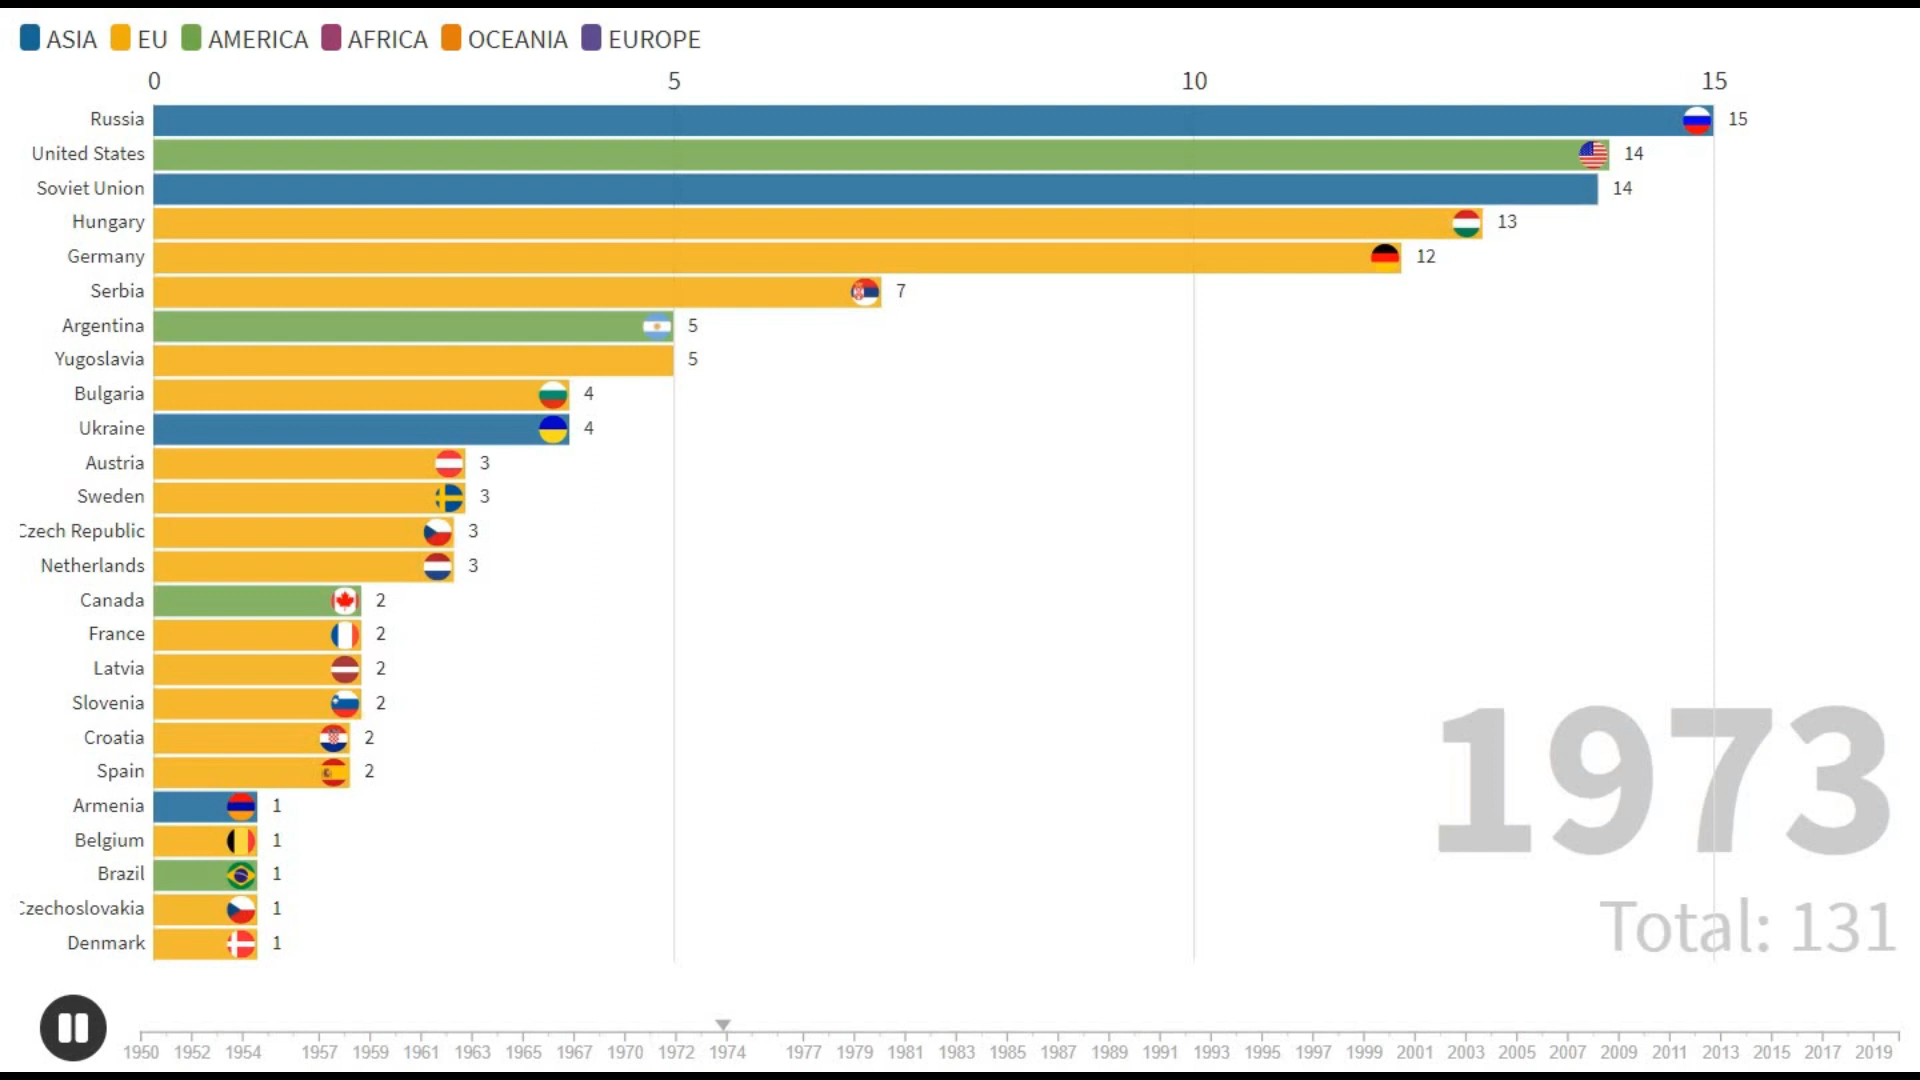 ASIA EU AMERICA AFRICA OCEANIA EUROPE
0 5 10 15
Russia 15
United States 14
Soviet Union 14
Hungary 13
Germany 12
Serbia 7
Argentina 5
Yugoslavia 5
Bulgaria 4
Ukraine 4
Austria 3
Sweden 3
Czech Republic 3
Netherlands 3
Canada 2
France 2
Latvia 2
Slovenia 2
Croatia 2
Spain 2
Armenia 1
Belgium 1
Brazil 1
Czechoslovakia 1
Denmark 1
1973
Total: 131
1950 1952 1954 1957 1959 1961 1963 1965 1967 1970 1972 1974 1977 1979 1981 1983 1985 1987 1989 1991 1993 1995 1997 1999 2001 2003 2005 2007 2009 2011 2013 2015 2017 2019